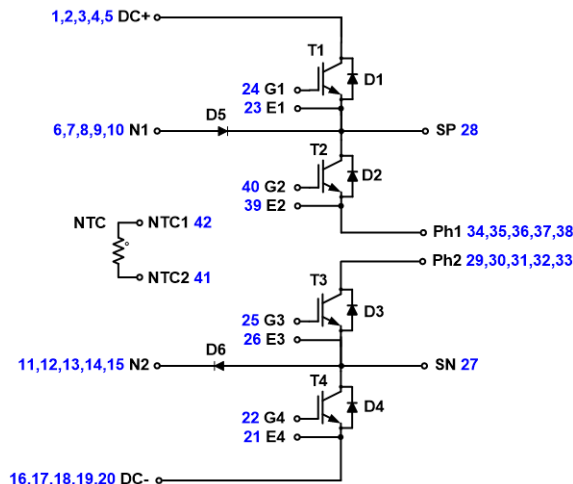 1,2,3,4,5 DC+
T1
D1
24 G1
23 E1
D5
6,7,8,9,10 N1
SP 28
T2
D2
40 G2
39 E2
NTC
NTC1 42
Ph1 34,35,36,37,38
Ph2 29,30,31,32,33
NTC2 41
T3
D3
25 G3
26 E3
D6
11,12,13,14,15 N2
SN 27
T4
D4
22 G4
21 E4
16,17,18,19,20 DC-